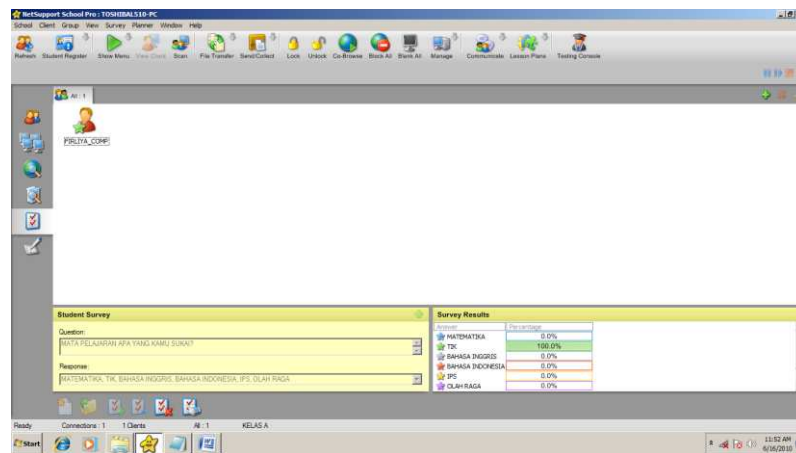 NetSupport School Pro : TOSHIBAL510-PC
School Client Group View Survey Planner Window Help
Refresh Student Register Show Menu View Client Scan File Transfer Send/Collect Lock Unlock Co-Browse Block All Blank All Manage Communicate Lesson Plans Testing Console
All : 1
FIRLIYA_COMP
Student Survey
Question:
MATA PELAJARAN APA YANG KAMU SUKAI?
Response:
MATEMATIKA, TIK, BAHASA INGGRIS, BAHASA INDONESIA, IPS, OLAH RAGA
Survey Results
Answer Percentage
MATEMATIKA 0.0%
TIK 100.0%
BAHASA INGGRIS 0.0%
BAHASA INDONESIA 0.0%
IPS 0.0%
OLAH RAGA 0.0%
Ready Connections : 1 1 Clients All : 1 KELAS A
Start
11:52 AM
6/16/2010